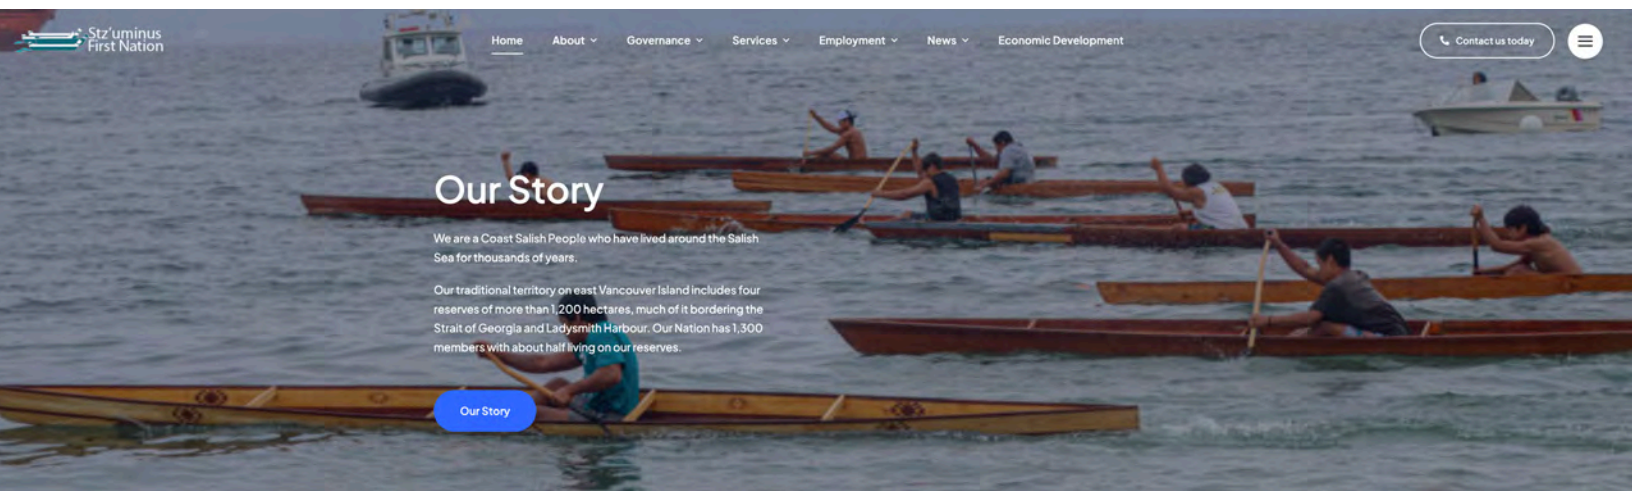 Stz'uminus
First Nation
Home
About
Governance
Services
Employment
News
Economic Development
Contact us today
Our Story
We are a Coast Salish People who have lived around the Salish
Sea for thousands of years.
Our traditional territory on east Vancouver Island includes four
reserves of more than 1,200 hectares, much of it bordering the
Strait of Georgia and Ladysmith Harbour. Our Nation has 1,300
members with about half living on our reserves.
Our Story